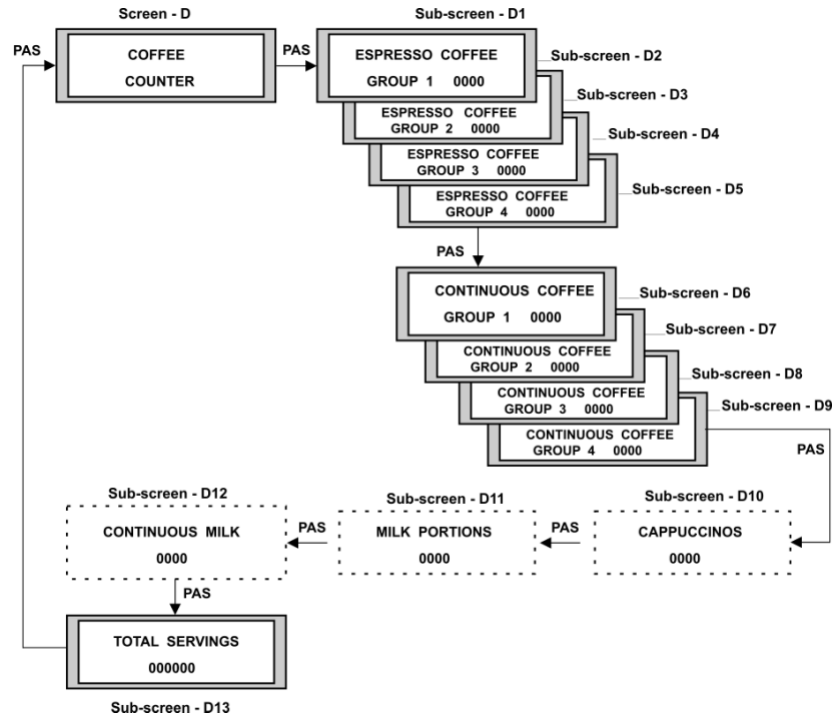 Screen - D
Sub-screen - D1
PAS
COFFEE
COUNTER
PAS
ESPRESSO COFFEE
GROUP 1 0000
Sub-screen - D2
ESPRESSO COFFEE
GROUP 2 0000
Sub-screen - D3
ESPRESSO COFFEE
GROUP 3 0000
Sub-screen - D4
ESPRESSO COFFEE
GROUP 4 0000
Sub-screen - D5
PAS
CONTINUOUS COFFEE
GROUP 1 0000
Sub-screen - D6
CONTINUOUS COFFEE
GROUP 2 0000
Sub-screen - D7
CONTINUOUS COFFEE
GROUP 3 0000
Sub-screen - D8
CONTINUOUS COFFEE
GROUP 4 0000
Sub-screen - D9
PAS
Sub-screen - D10
CAPPUCCINOS
0000
PAS
Sub-screen - D11
MILK PORTIONS
0000
PAS
Sub-screen - D12
CONTINUOUS MILK
0000
PAS
TOTAL SERVINGS
000000
Sub-screen - D13